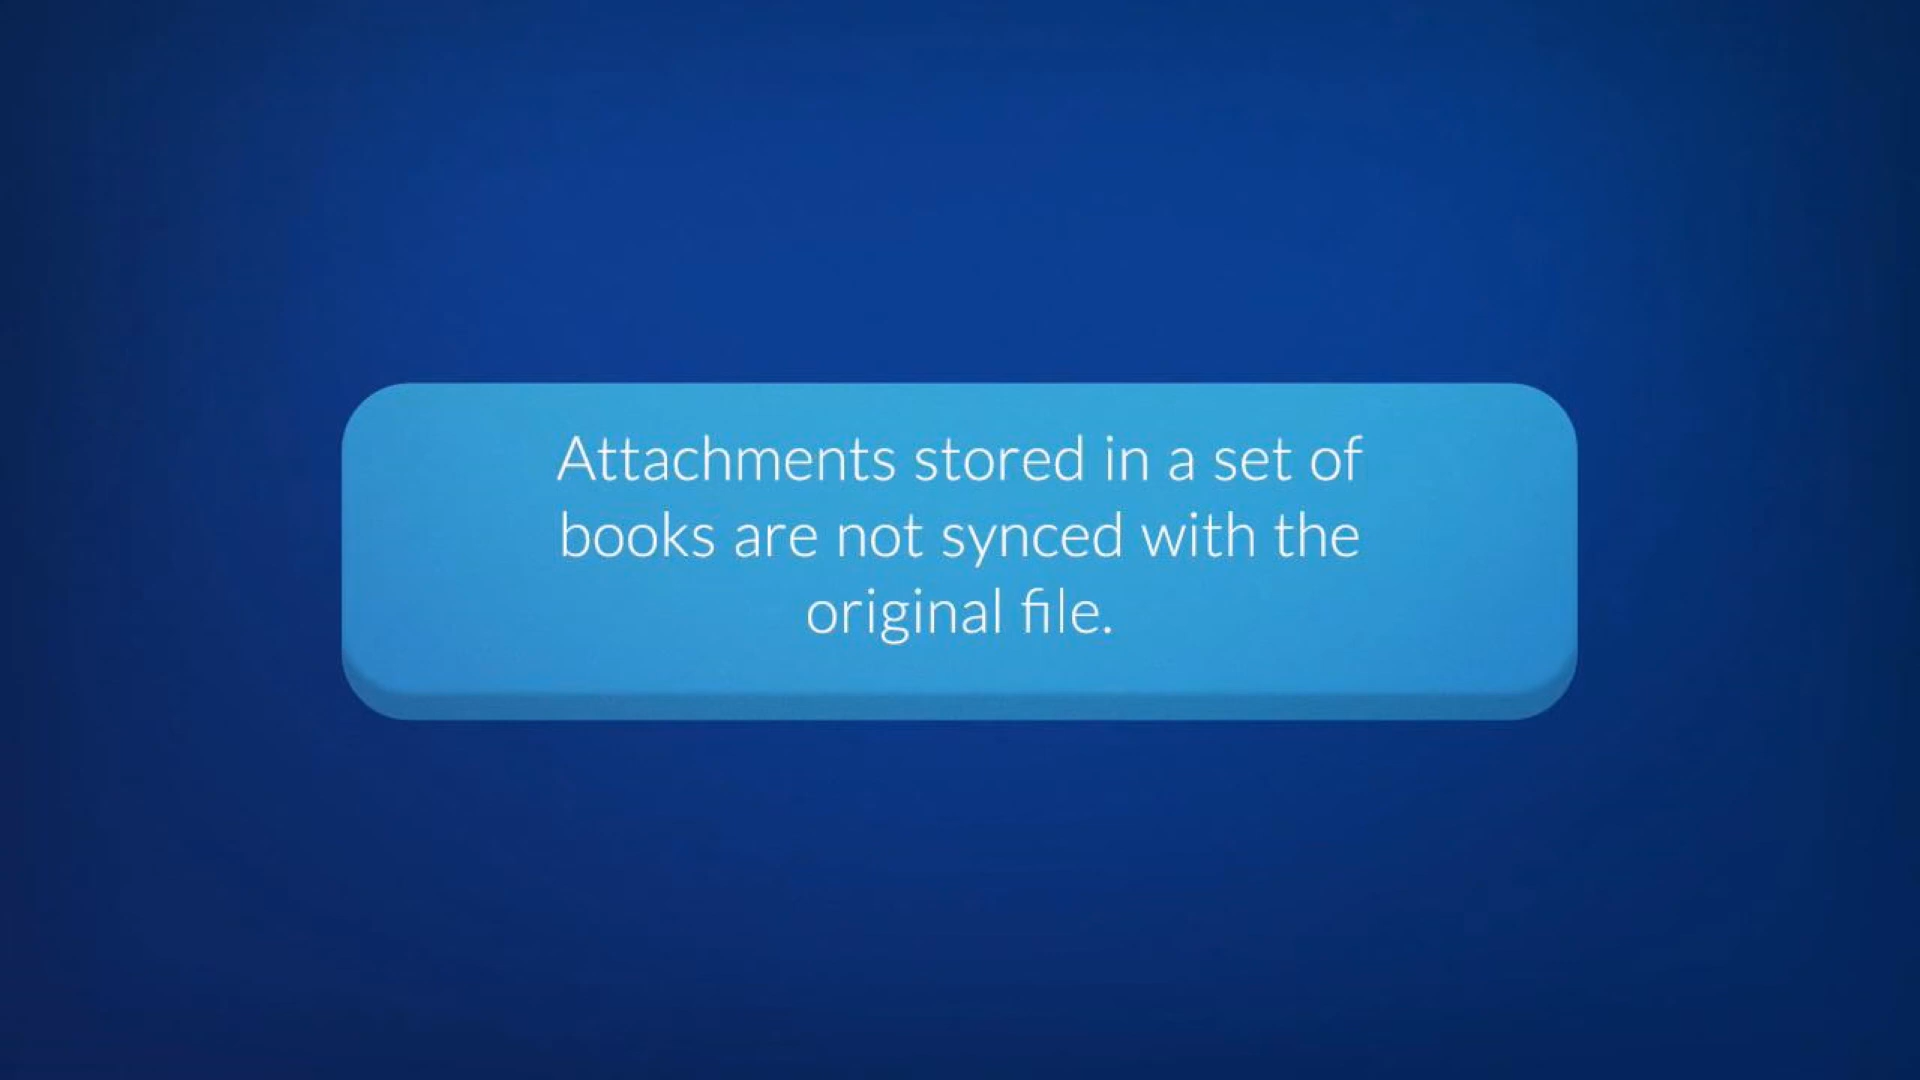 Attachments stored in a set of
books are not synced with the
original file.